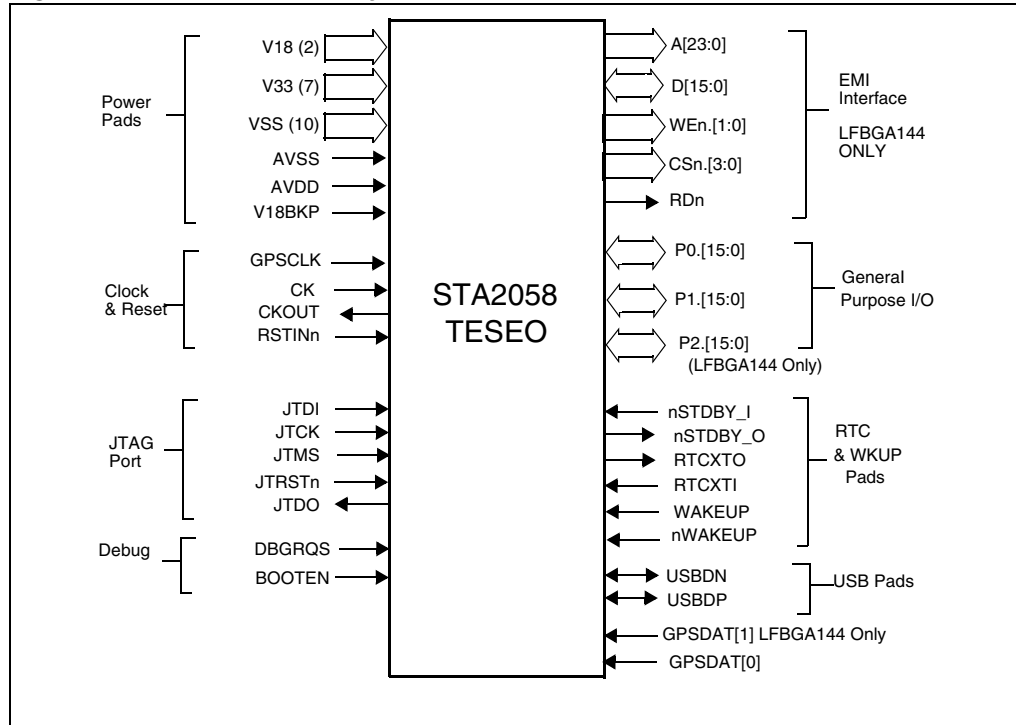 Power
Pads
V18 (2)
V33 (7)
VSS (10)
AVSS
AVDD
V18BKP
Clock
& Reset
GPSCLK
CK
CKOUT
RSTINn
JTAG
Port
JTDI
JTCK
JTMS
JTRSTn
JTDO
Debug
DBGRQS
BOOTEN
STA2058
TESEO
A[23:0]
D[15:0]
WEn.[1:0]
CSn.[3:0]
RDn
EMI
Interface
LFBGA144
ONLY
P0.[15:0]
P1.[15:0]
P2.[15:0]
(LFBGA144 Only)
General
Purpose I/O
nSTDBY_I
nSTDBY_O
RTCXTO
RTCXTI
WAKEUP
nWAKEUP
RTC
& WKUP
Pads
USBDN
USBDP
USB Pads
GPSDAT[1] LFBGA144 Only
GPSDAT[0]